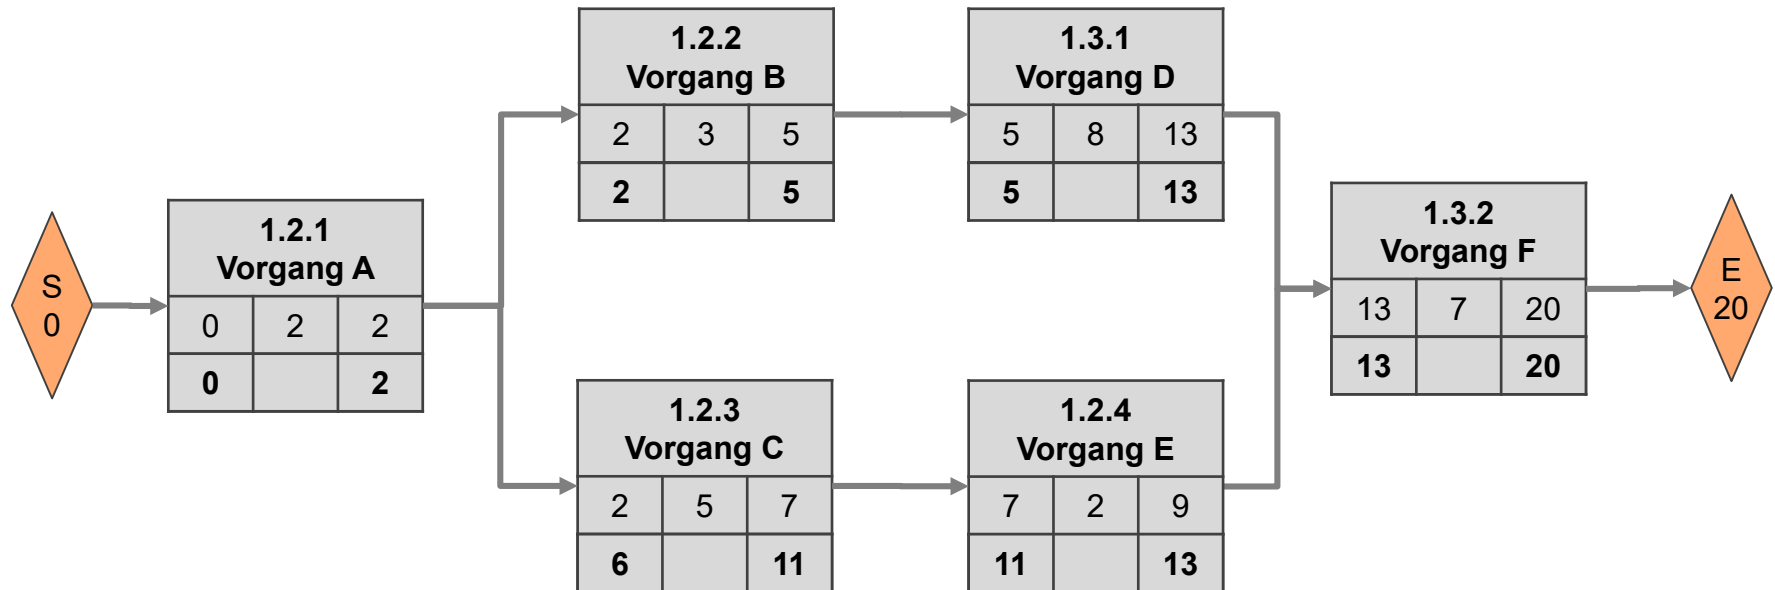 S
0
1.2.1
Vorgang A
0 2 2
0 2
1.2.2
Vorgang B
2 3 5
2 5
1.3.1
Vorgang D
5 8 13
5 13
1.2.3
Vorgang C
2 5 7
6 11
1.2.4
Vorgang E
7 2 9
11 13
1.3.2
Vorgang F
13 7 20
13 20
E
20